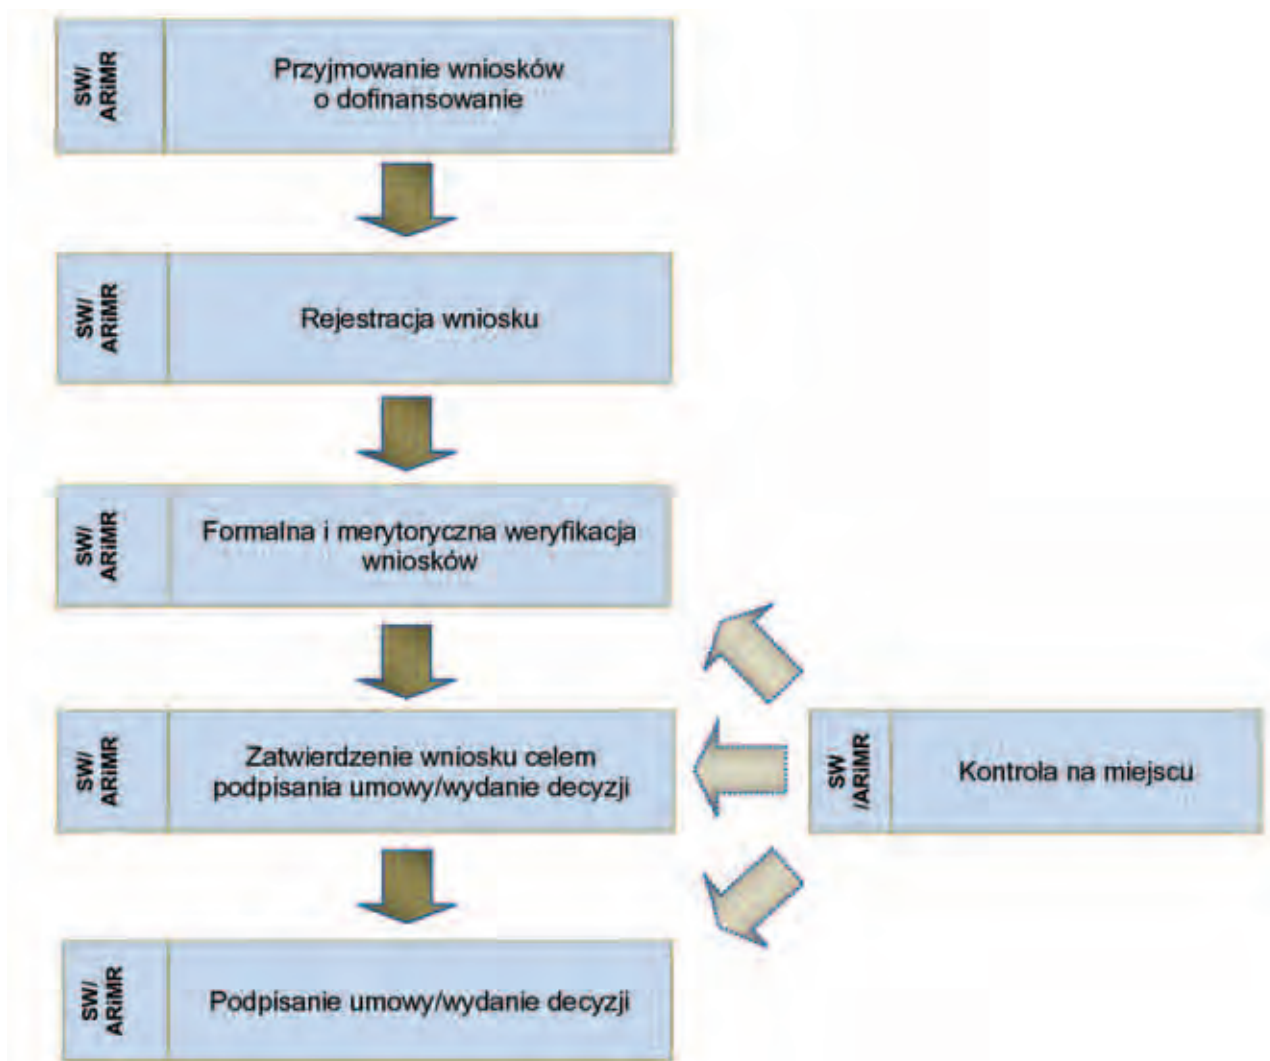 SW/
ARiMR
Przyjmowanie wniosków
o dofinansowanie
SW/
ARiMR
Rejestracja wniosku
SW/
ARiMR
Formalna i merytoryczna weryfikacja
wniosków
SW/
ARiMR
Zatwierdzenie wniosku celem
podpisania umowy/wydanie decyzji
SW
/ARiMR
Kontrola na miejscu
SW/
ARiMR
Podpisanie umowy/wydanie decyzji